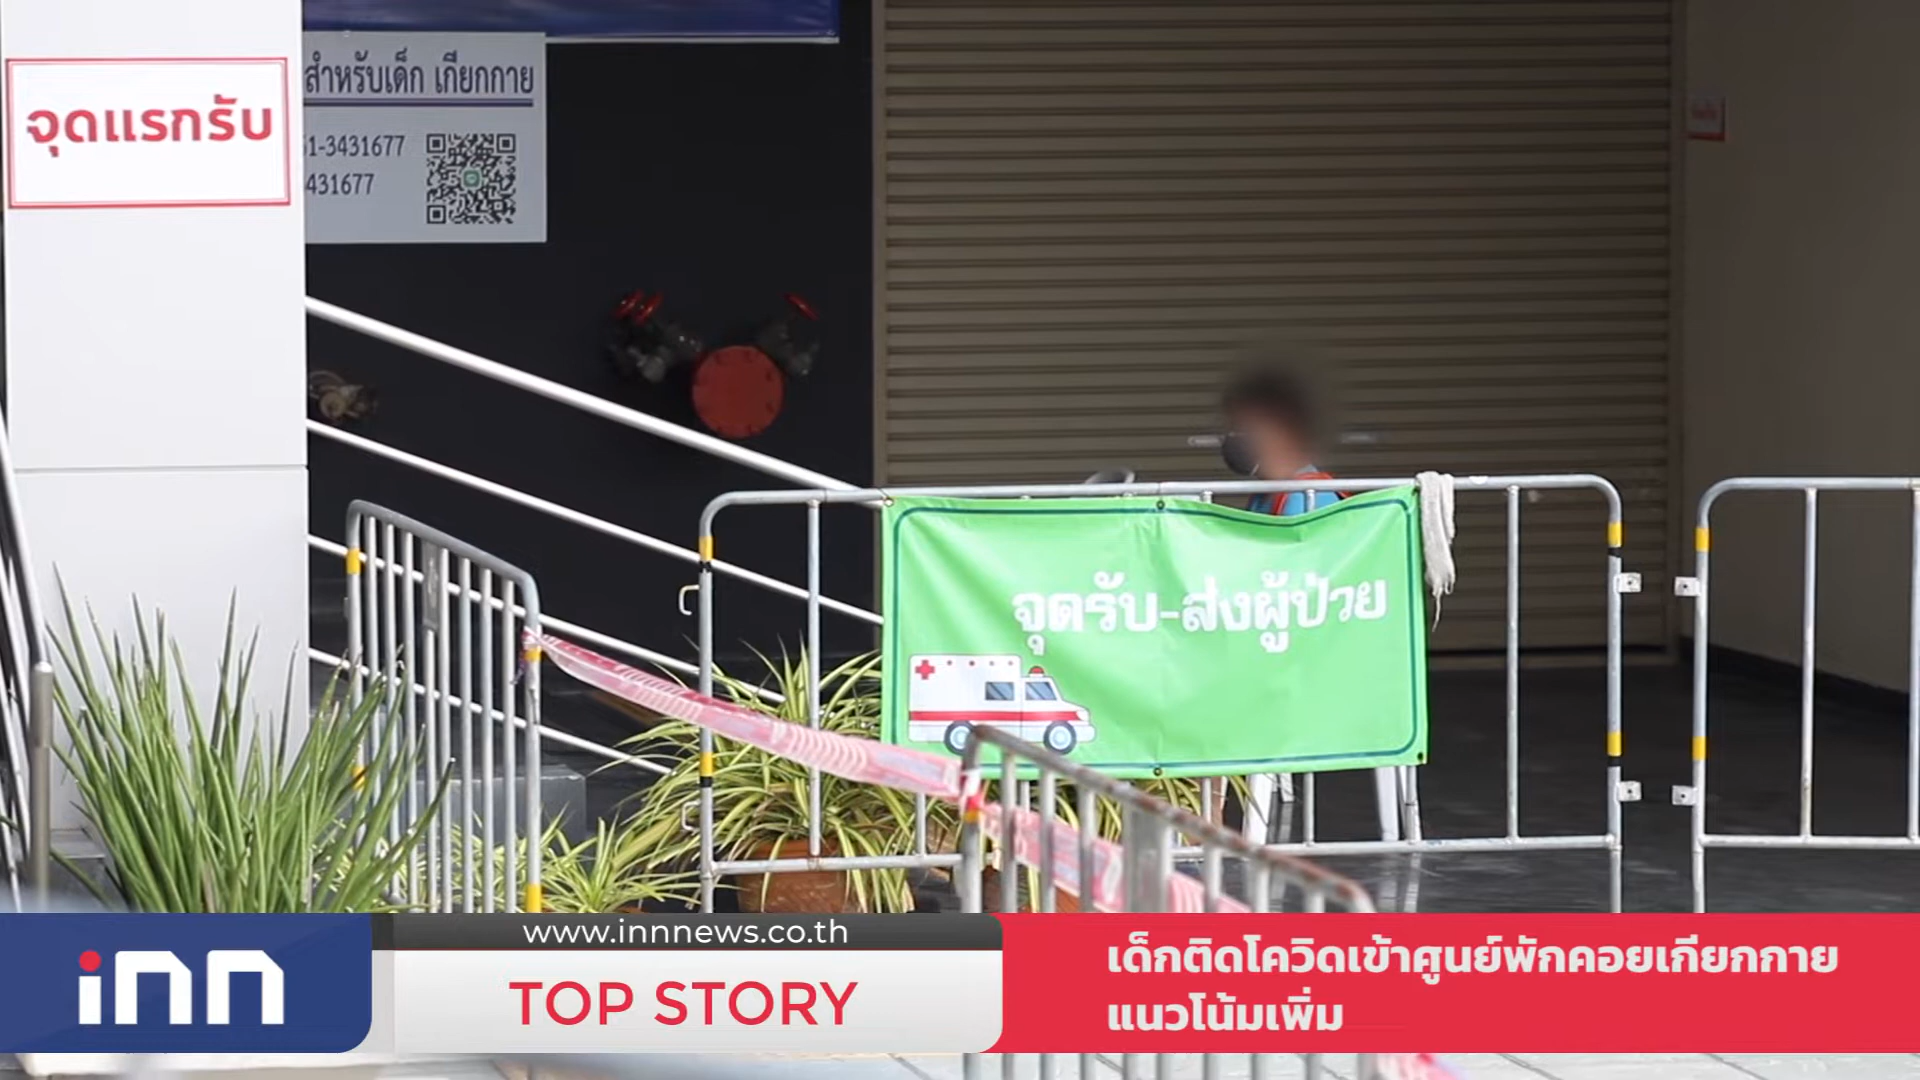 จุดแรกรับ
สำหรับเด็ก เกียกกาย
1-3431677
431677
จุดรับ-ส่งผู้ป่วย
inn
www.innnews.co.th
TOP STORY
เด็กติดโควิดเข้าศูนย์พักคอยเกียกกาย
แนวโน้มเพิ่ม